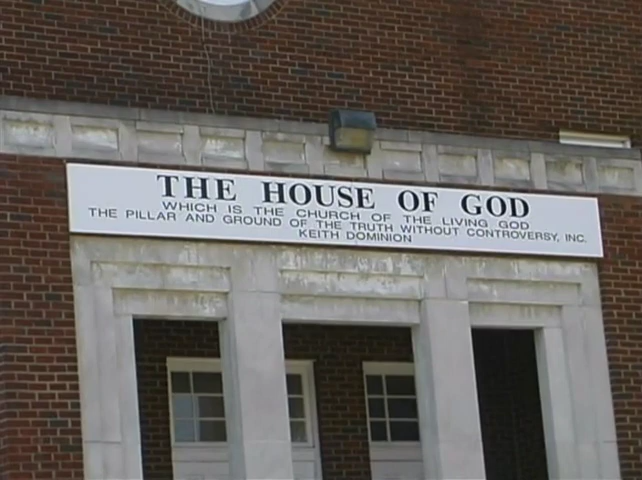 THE HOUSE OF GOD
WHICH IS THE CHURCH OF THE LIVING GOD
THE PILLAR AND GROUND OF THE TRUTH WITHOUT CONTROVERSY, INC.
KEITH DOMINION